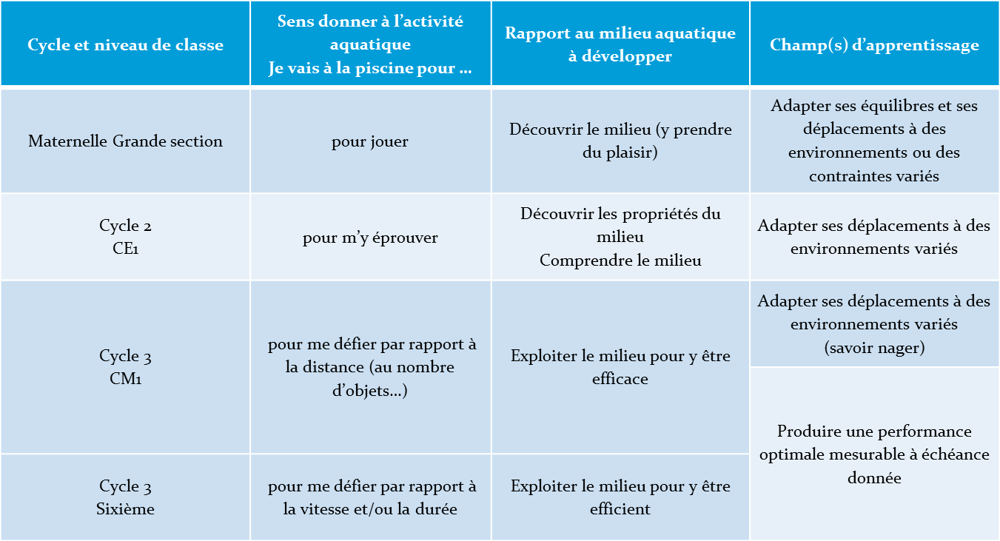 Cycle et niveau de classe
Sens donner à l’activité
aquatique
Je vais à la piscine pour …
Rapport au milieu aquatique
à développer
Champ(s) d’apprentissage
Maternelle Grande section
pour jouer
Découvrir le milieu (y prendre
du plaisir)
Adapter ses équilibres et ses
déplacements à des
environnements ou des
contraintes variés
Cycle 2
CE1
pour m’y éprouver
Découvrir les propriétés du
milieu
Comprendre le milieu
Adapter ses déplacements à des
environnements variés
Cycle 3
CM1
pour me défier par rapport à
la distance (au nombre
d’objets…)
Exploiter le milieu pour y être
efficace
Adapter ses déplacements à des
environnements variés
(savoir nager)
Produire une performance
optimale mesurable à échéance
donnée
Cycle 3
Sixième
pour me défier par rapport à
la vitesse et/ou la durée
Exploiter le milieu pour y être
efficient